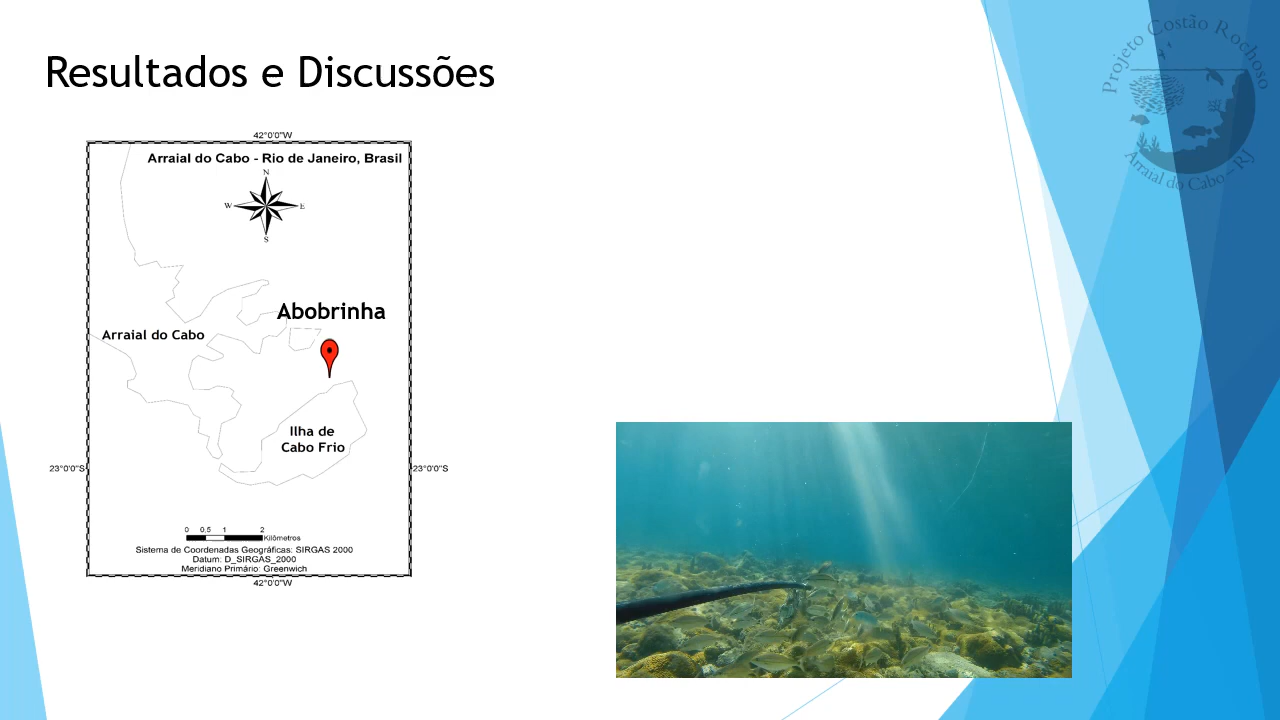 Resultados e Discussões
Projeto Costão Rochoso
Arraial do Cabo - RJ
42°0'0"W
Arraial do Cabo - Rio de Janeiro, Brasil
N
W
E
S
Abobrinha
Arraial do Cabo
Ilha de
Cabo Frio
23°0'0"S
23°0'0"S
0 0.5 1 2
Kilômetros
Sistema de Coordenadas Geográficas: SIRGAS 2000
Datum: D_SIRGAS_2000
Meridiano Primário: Greenwich
42°0'0"W